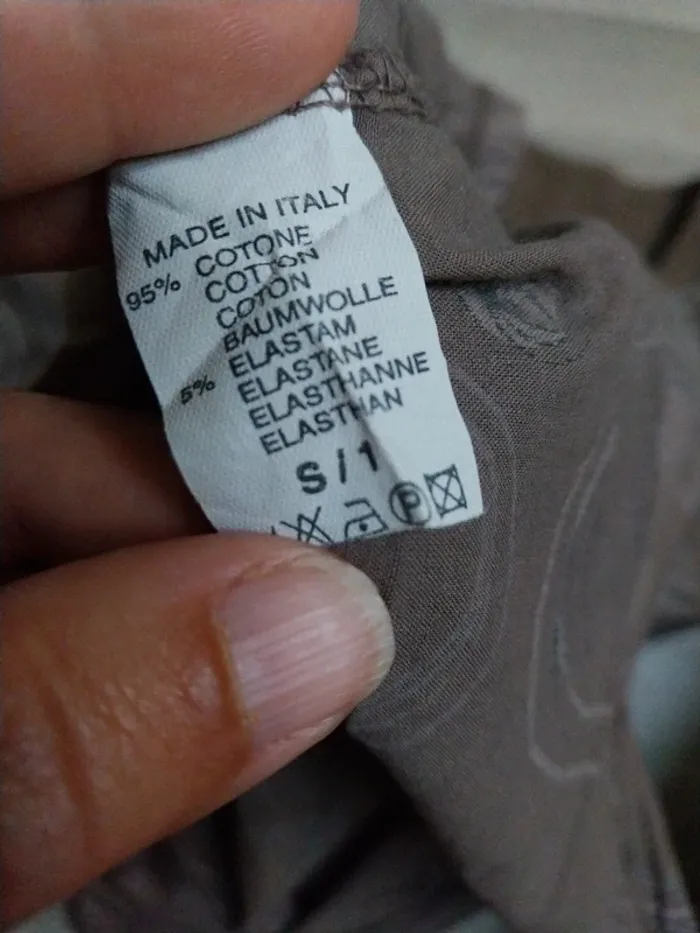 MADE IN ITALY
95% COTONE
COTTON
COTON
BAUMWOLLE
ELASTAM
5% ELASTANE
ELASTHANNE
ELASTHAN
S/1
P